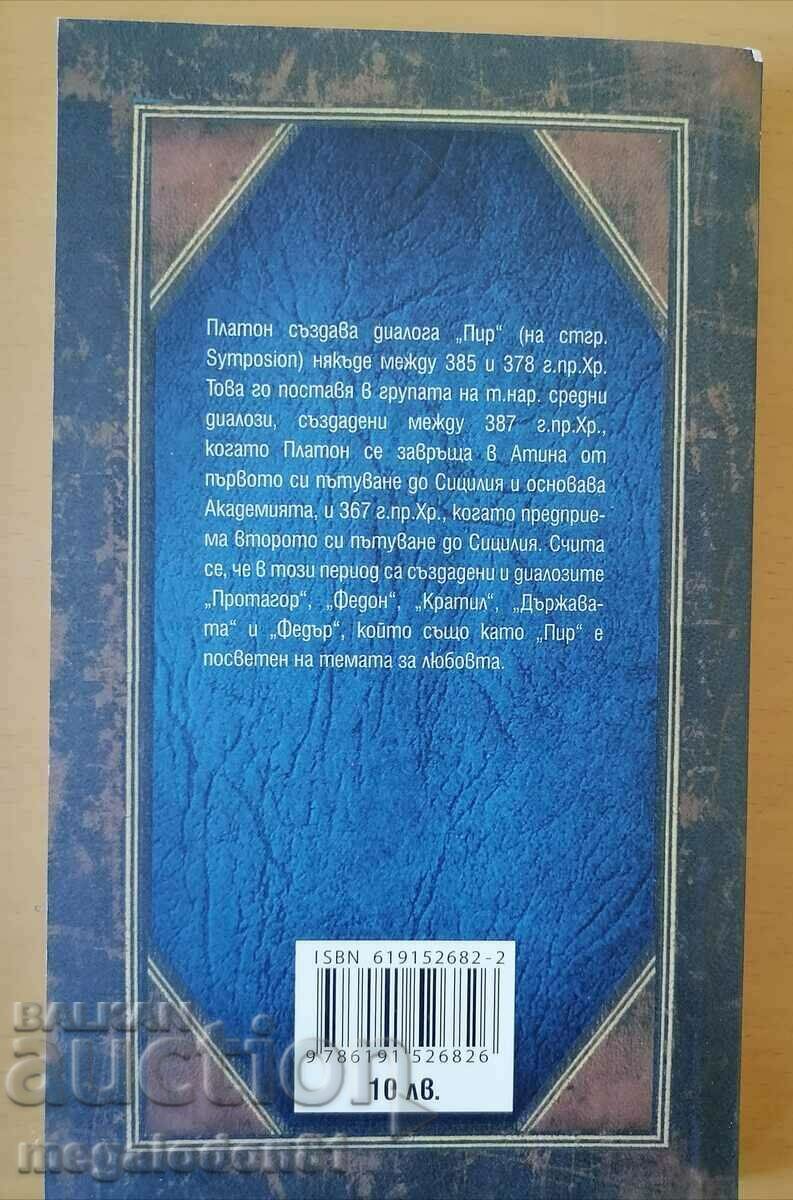 Платон създава диалога „Пир“ (на стгр.
Symposion) някъде между 385 и 378 г.пр.Хр.
Това го поставя в групата на т.нар. средни
диалози, създадени между 387 г.пр.Хр.,
когато Платон се завръща в Атина от
първото си пътуване до Сицилия и основава
Академията, и 367 г.пр.Хр., когато предприе-
ма второто си пътуване до Сицилия. Счита
се, че в този период са създадени и диалозите
„Протагор“, „Федон“, „Кратил“, „Държава-
та“ и „Федър“, който също като „Пир“ е
посветен на темата за любовта.
ISBN 619152682-2
9 786191 526826
10 лв.
BALKAN
auction
megalodon81